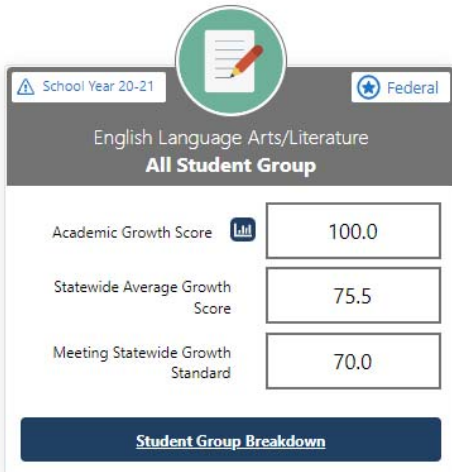 School Year 20-21
Federal
English Language Arts/Literature
All Student Group
Academic Growth Score
100.0
Statewide Average Growth
Score
75.5
Meeting Statewide Growth
Standard
70.0
Student Group Breakdown